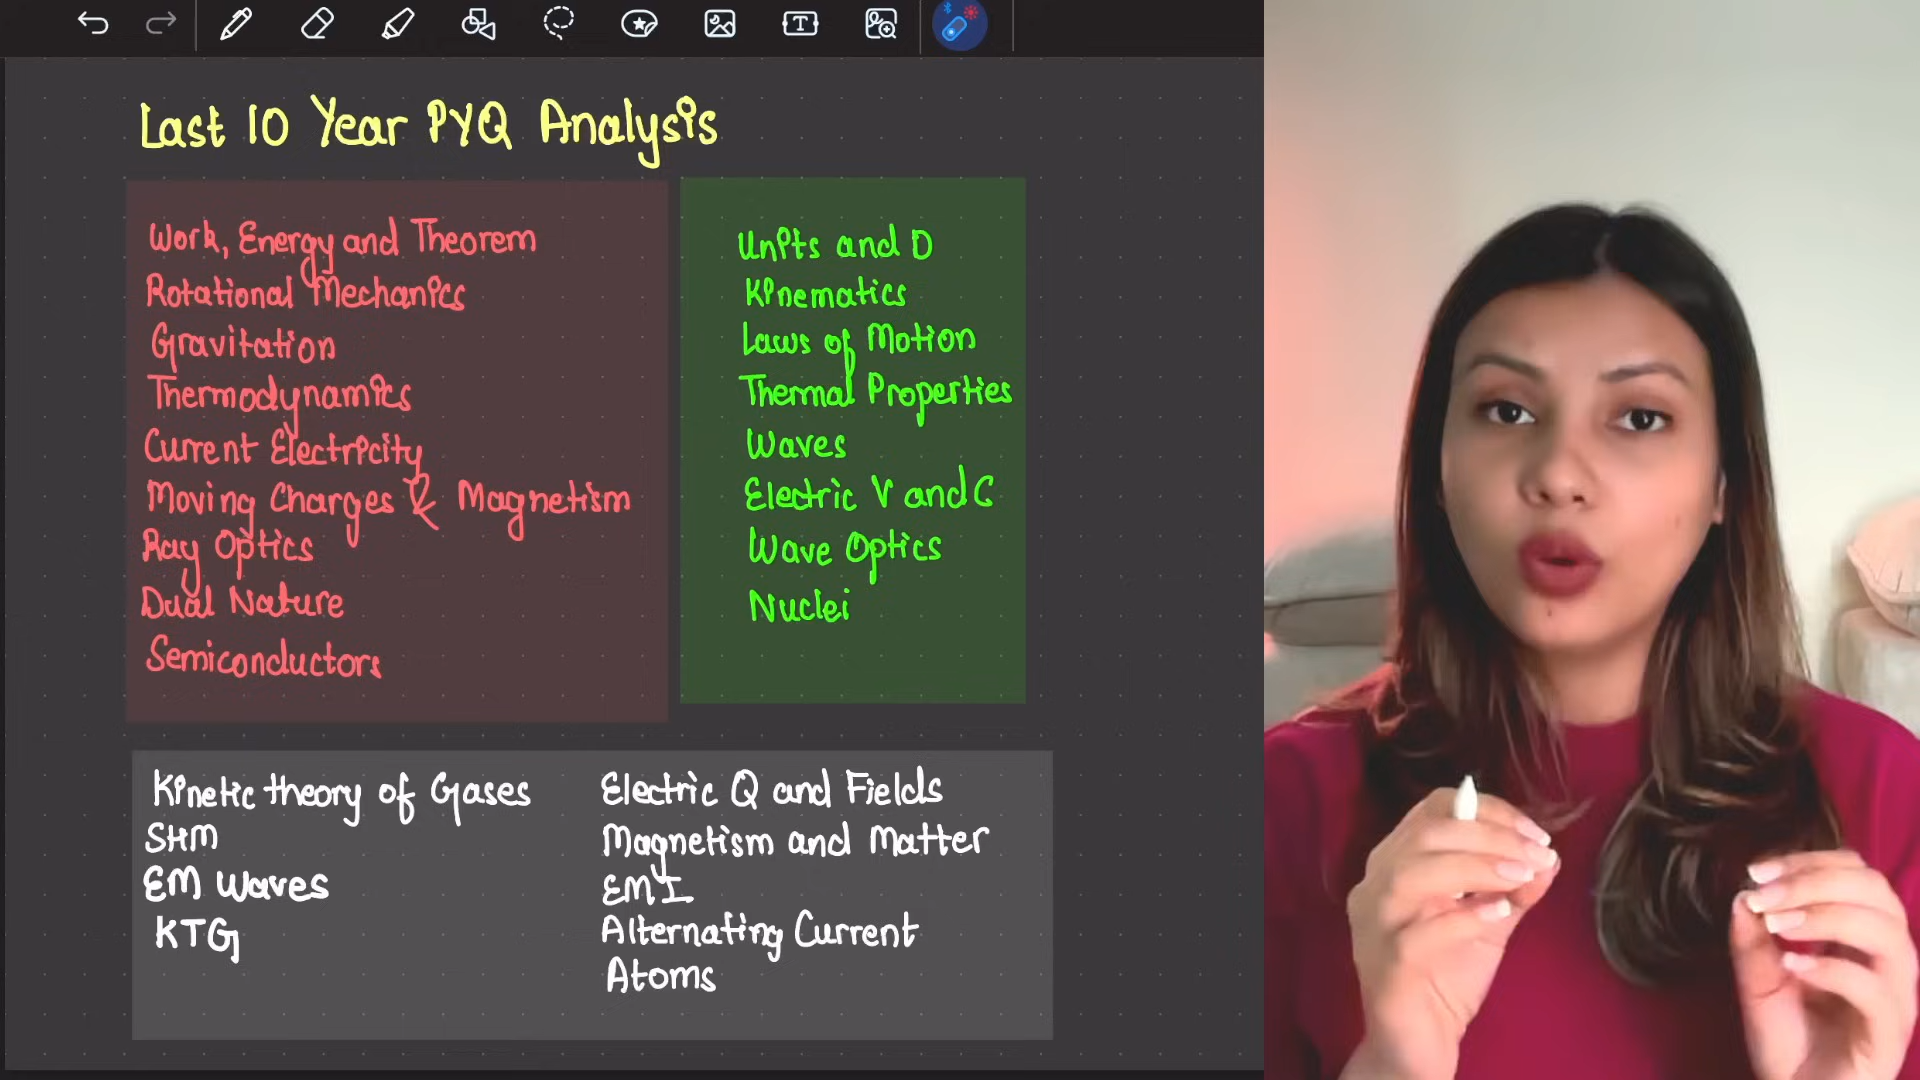 Last 10 Year PYQ Analysis
Work, Energy and Theorem
Rotational Mechanics
Gravitation
Thermodynamics
Current Electricity
Moving Charges & Magnetism
Ray Optics
Dual Nature
Semiconductors
Units and D
Kinematics
Laws of Motion
Thermal Properties
Waves
Electric V and C
Wave Optics
Nuclei
Kinetic theory of Gases
SHM
EM Waves
KTG
Electric Q and Fields
Magnetism and Matter
EMI
Alternating Current
Atoms